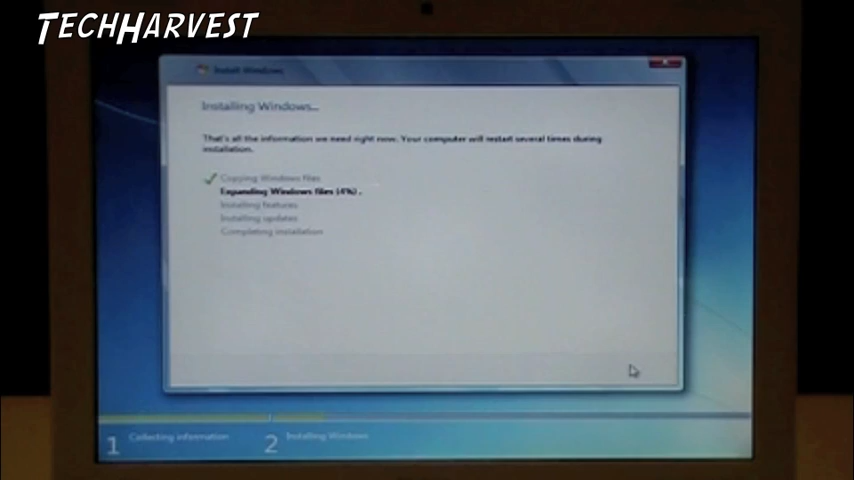 TECHHARVEST
Install Windows
Installing Windows...
That's all the information we need right now. Your computer will restart several times during
installation.
Copying Windows files
Expanding Windows files (4%) .
Installing features
Installing updates
Completing installation
1 Collecting information 2 Installing Windows